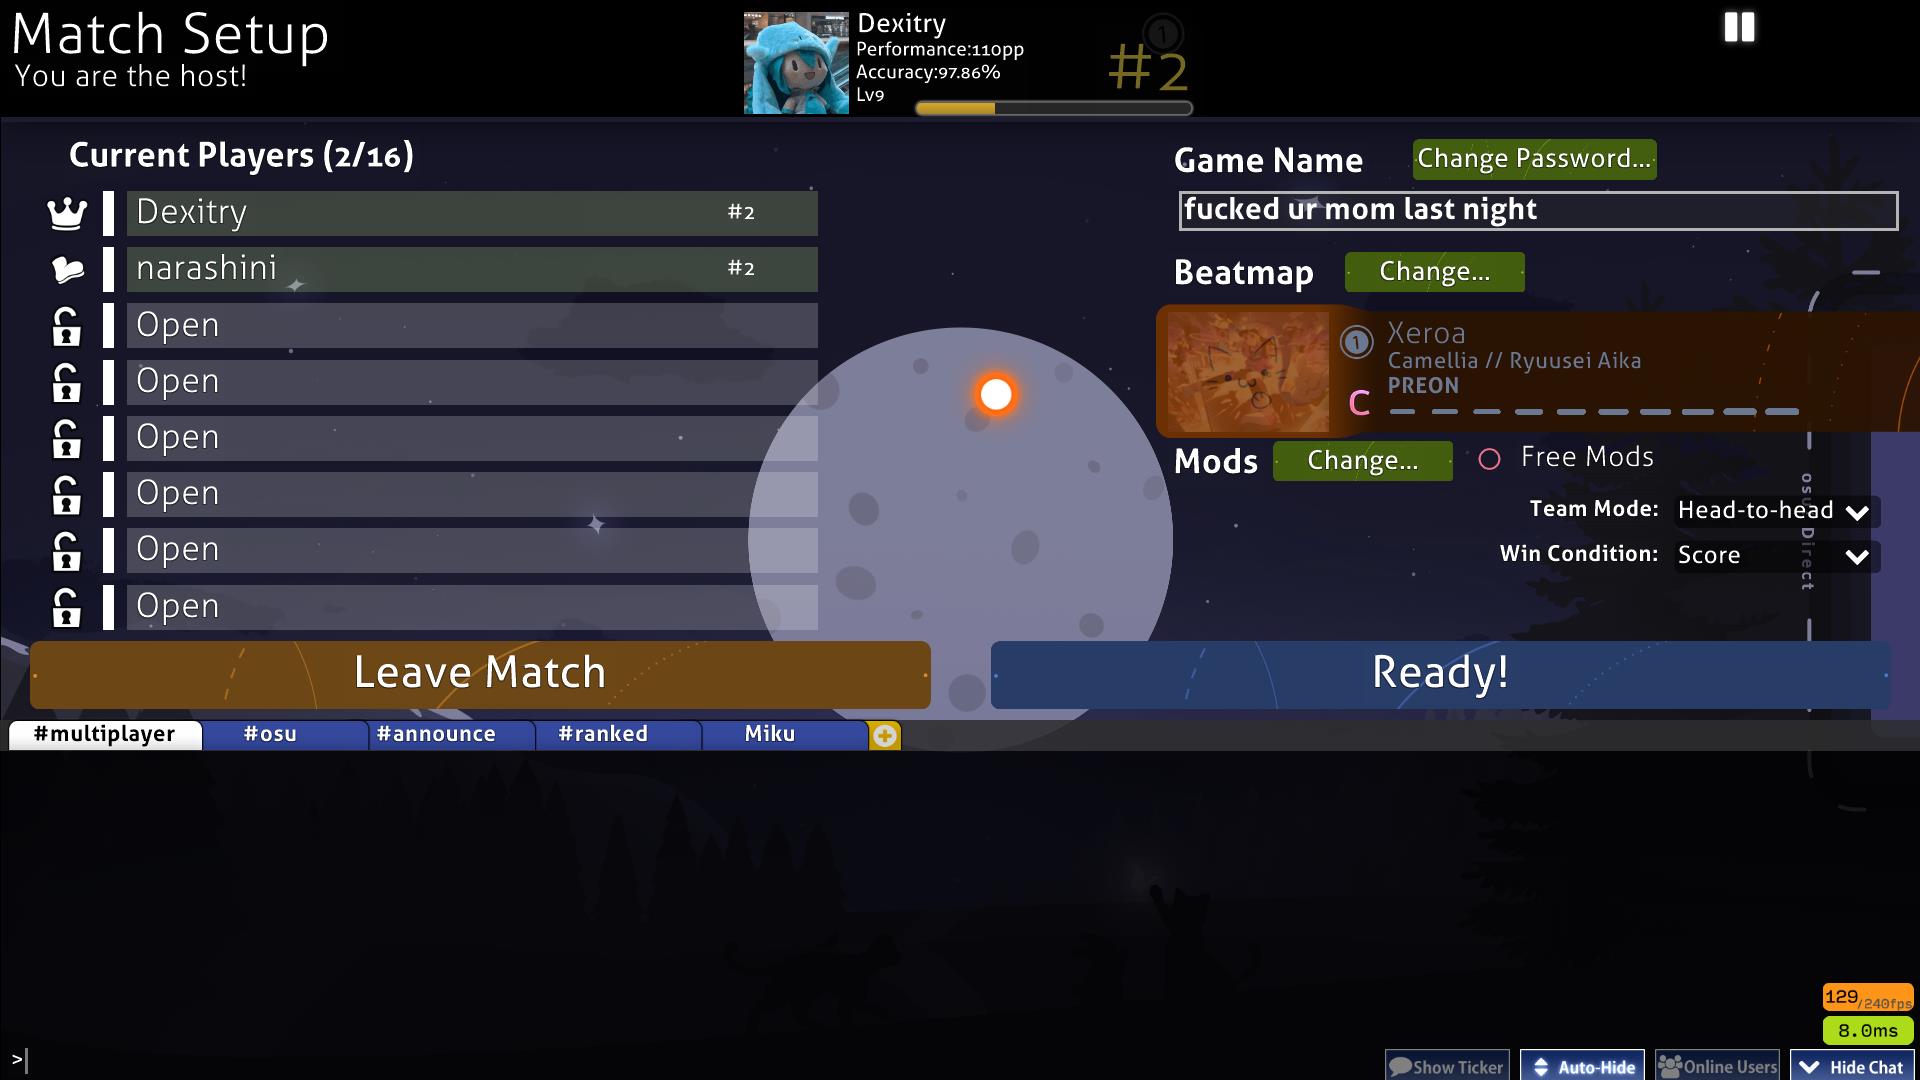 Match Setup
You are the host!
Dexitry
Performance:110pp
Accuracy:97.86%
Lv9
#2
1
Current Players (2/16)
Dexitry #2
narashini #2
Open
Open
Open
Open
Open
Open
Game Name
Change Password...
fucked ur mom last night
Beatmap
Change...
1
Xeroa
Camellia // Ryuusei Aika
PREON
C
Mods
Change...
Free Mods
Team Mode: Head-to-head
Win Condition: Score
osu! Direct
Leave Match
Ready!
#multiplayer
#osu
#announce
#ranked
Miku
129/240fps
8.0ms
>
Show Ticker
Auto-Hide
Online Users
Hide Chat